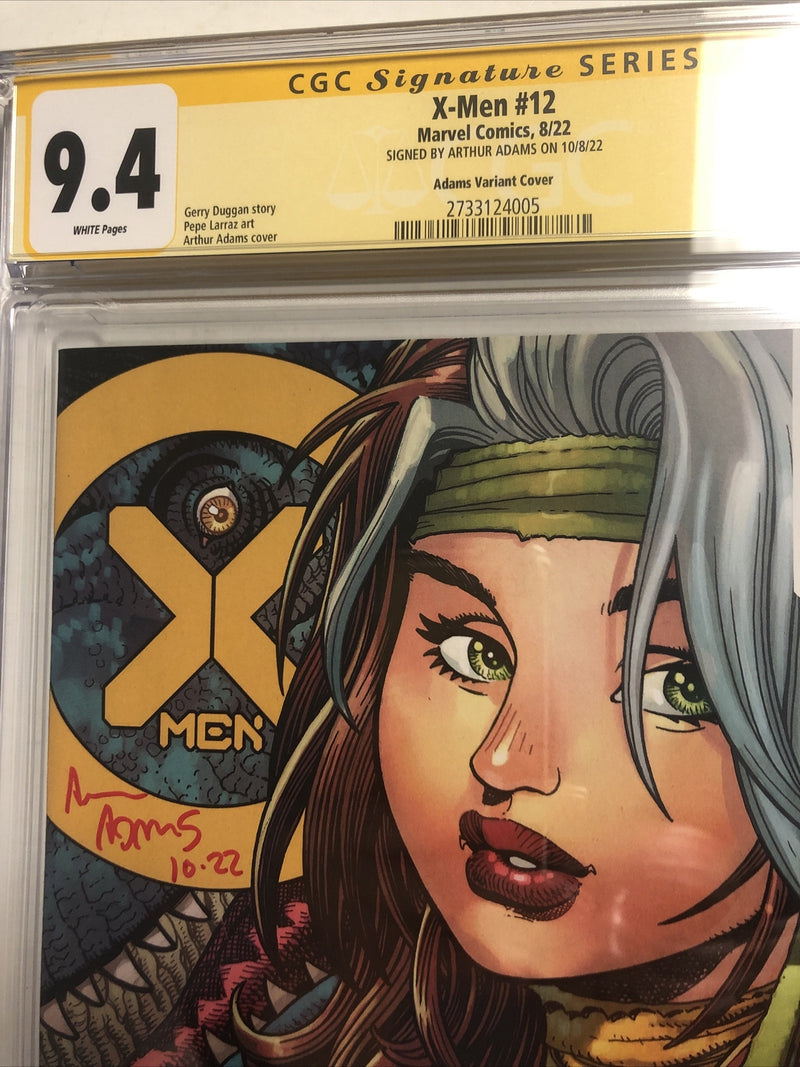 CGC Signature SERIES
X-Men #12
Marvel Comics, 8/22
SIGNED BY ARTHUR ADAMS ON 10/8/22
Adams Variant Cover
2733124005
9.4
WHITE Pages
Gerry Duggan story
Pepe Larraz art
Arthur Adams cover
CGC
X
MEN
ADAMS
10.22